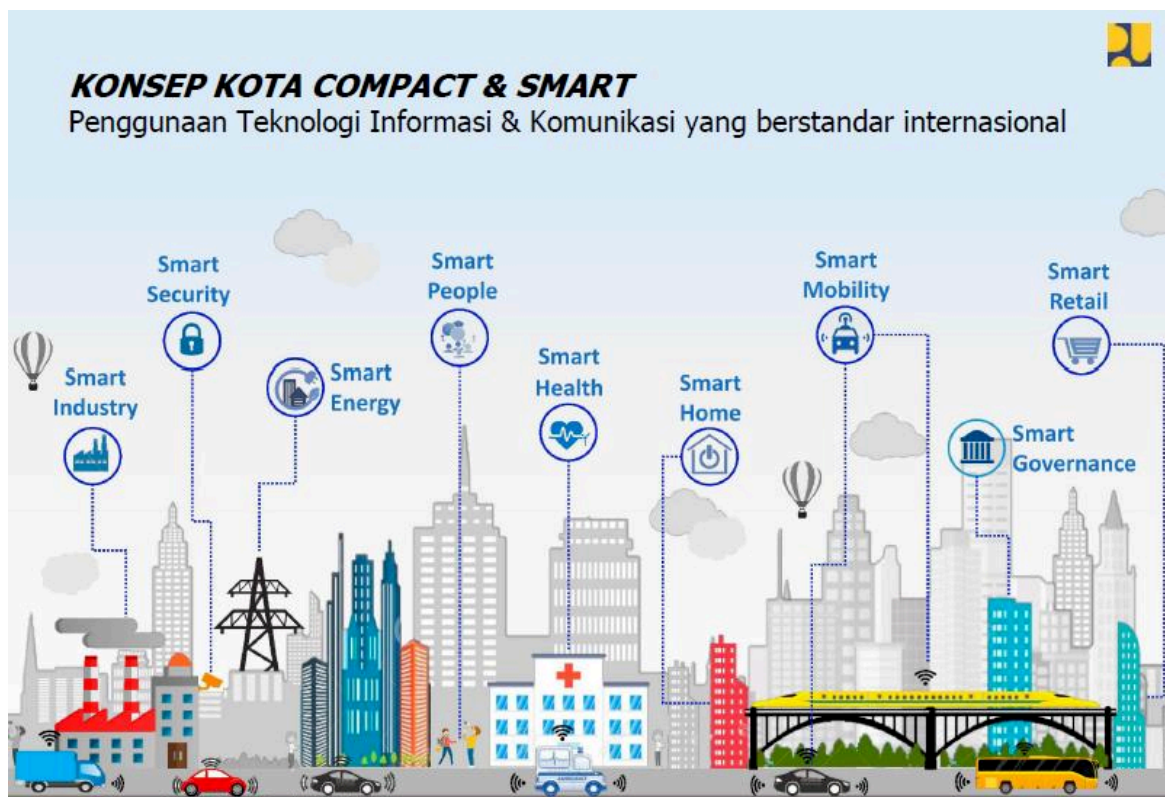 KONSEP KOTA COMPACT & SMART
Penggunaan Teknologi Informasi & Komunikasi yang berstandar internasional
Smart
Security
Smart
People
Smart
Mobility
Smart
Retail
Smart
Industry
Smart
Energy
Smart
Health
Smart
Home
Smart
Governance